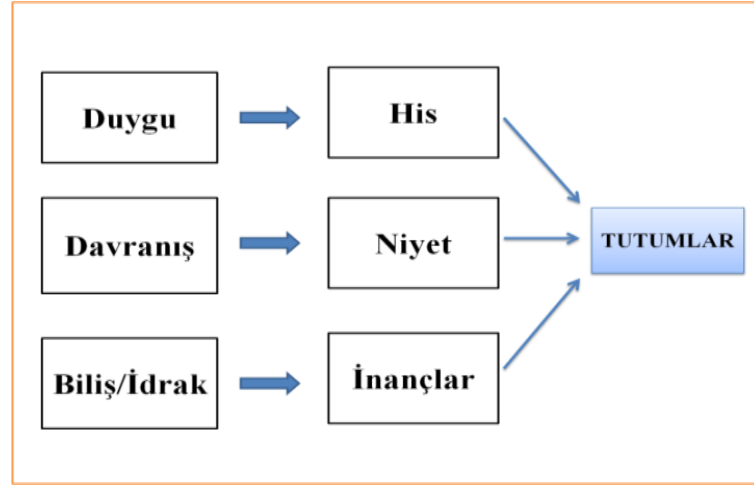 Duygu
His
Davranış
Niyet
TUTUMLAR
Biliş/İdrak
İnançlar